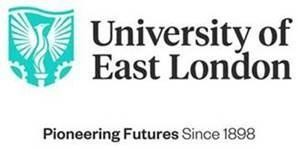 University of
East London
Pioneering Futures Since 1898